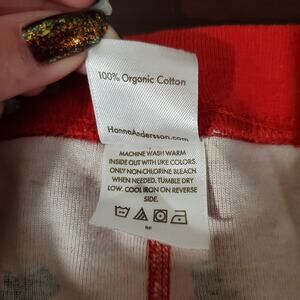 100% Organic Cotton
HannaAndersson.com
MACHINE WASH WARM
INSIDE OUT WITH LIKE COLORS.
ONLY NON-CHLORINE BLEACH
WHEN NEEDED. TUMBLE DRY
LOW. COOL IRON ON REVERSE
SIDE.